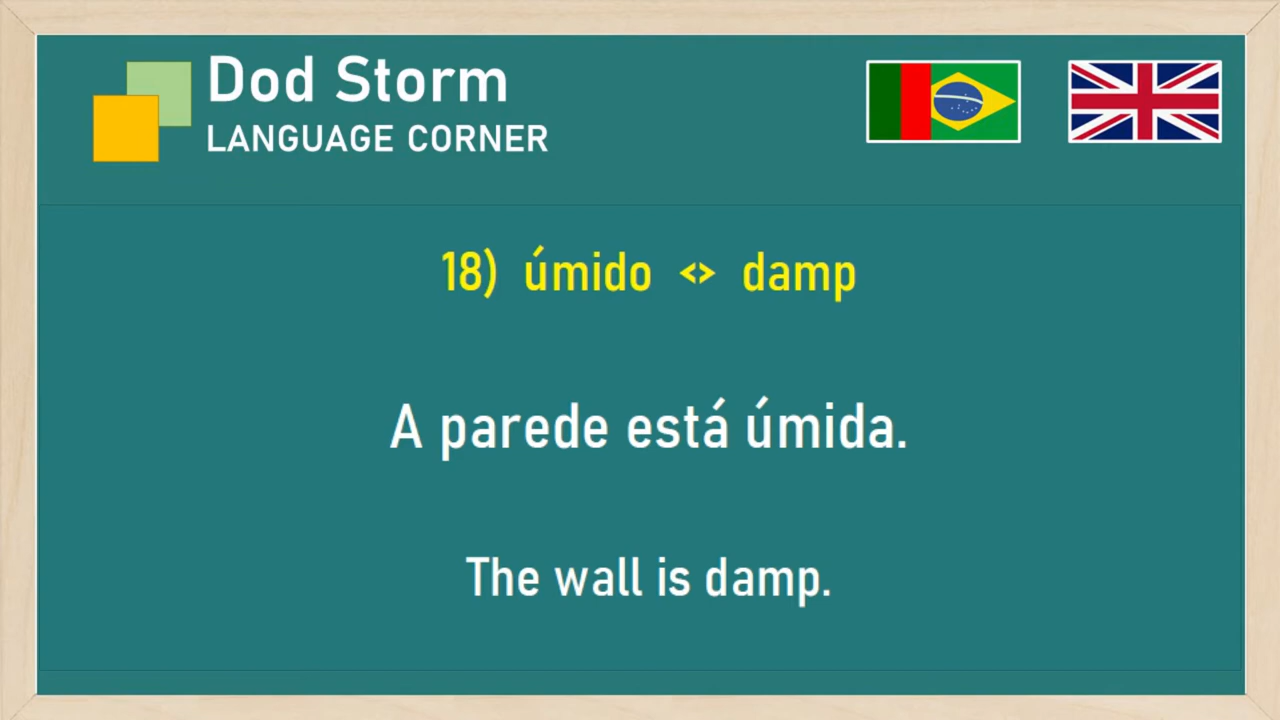 Dod Storm
LANGUAGE CORNER
18) úmido <> damp
A parede está úmida.
The wall is damp.